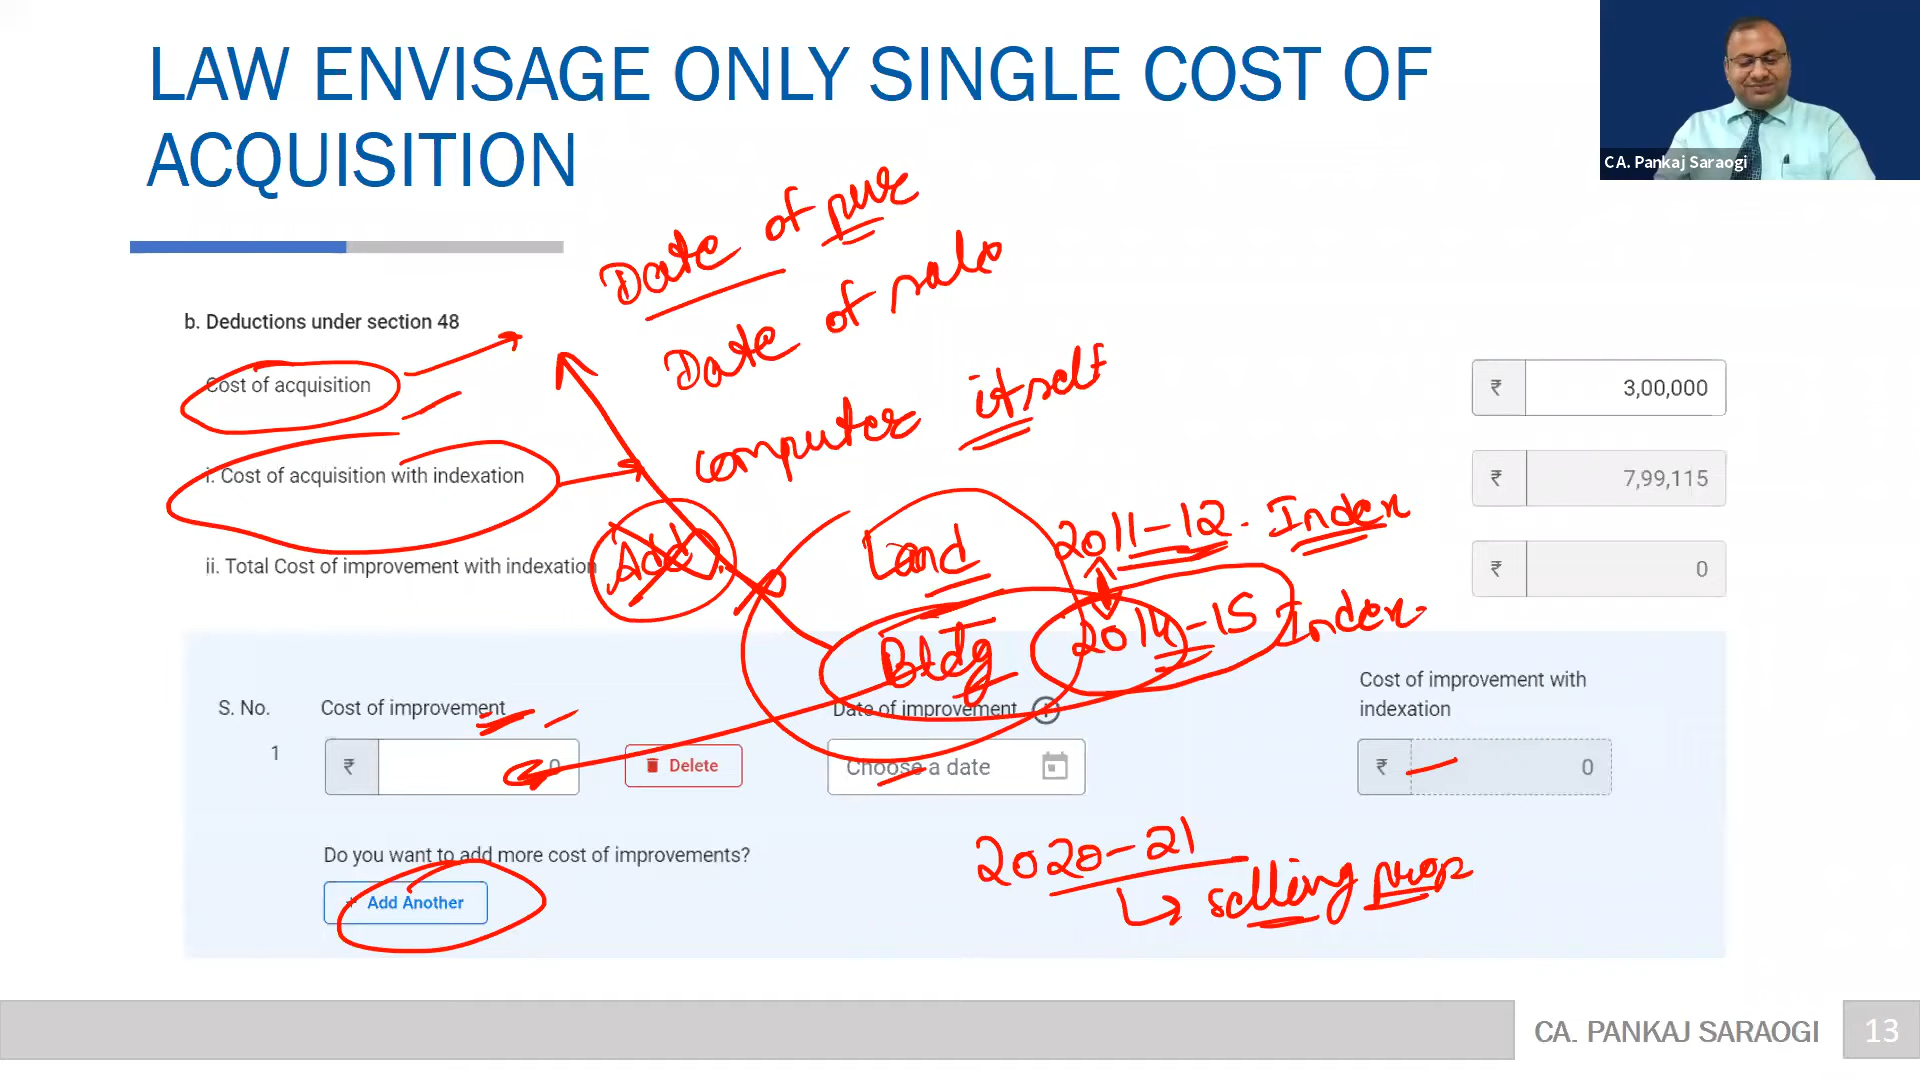 LAW ENVISAGE ONLY SINGLE COST OF
ACQUISITION
CA. Pankaj Saraogi
Date of pur
Date of sale
computer itself
b. Deductions under section 48
Cost of acquisition
₹ 3,00,000
i. Cost of acquisition with indexation
₹ 7,99,115
ii. Total Cost of improvement with indexation
₹ 0
Add
Land 2011-12. Index
Bldg 2014-15 Index
S. No. Cost of improvement Date of improvement Cost of improvement with
indexation
1 ₹ 0 Delete Choose a date ₹ 0
Do you want to add more cost of improvements?
+ Add Another
2020-21
selling prop
CA. PANKAJ SARAOGI 13